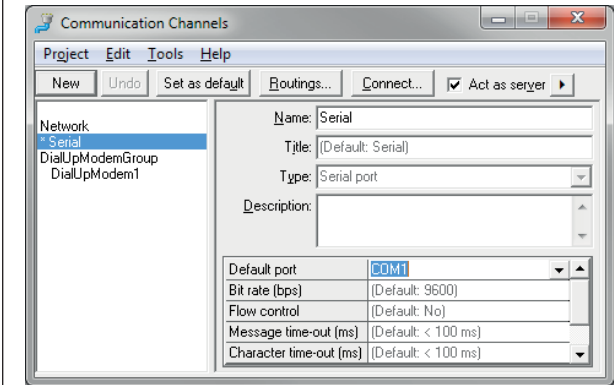 Communication Channels
Project Edit Tools Help
New Undo Set as default Routings... Connect... Act as server
Network
* Serial
DialUpModemGroup
DialUpModem1
Name: Serial
Title: (Default: Serial)
Type: Serial port
Description:
Default port COM1
Bit rate (bps) (Default: 9600)
Flow control (Default: No)
Message time-out (ms) (Default: < 100 ms)
Character time-out (ms) (Default: < 100 ms)